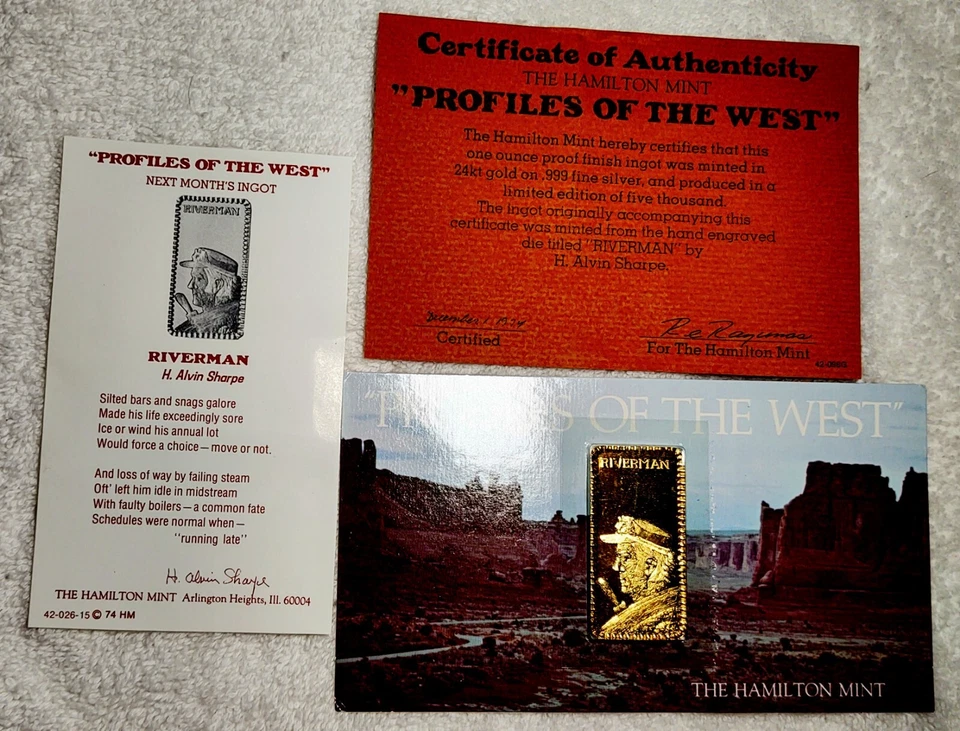 "PROFILES OF THE WEST"
NEXT MONTH'S INGOT
RIVERMAN
RIVERMAN
H. Alvin Sharpe
Silted bars and snags galore
Made his life exceedingly sore
Ice or wind his annual lot
Would force a choice — move or not.
And loss of way by failing steam
Oft' left him idle in midstream
With faulty boilers — a common fate
Schedules were normal when —
"running late"
H. Alvin Sharpe
THE HAMILTON MINT Arlington Heights, Ill. 60004
42-026-15 © 74 HM
Certificate of Authenticity
THE HAMILTON MINT
"PROFILES OF THE WEST"
The Hamilton Mint hereby certifies that this
one ounce proof finish ingot was minted in
24kt gold on .999 fine silver, and produced in a
limited edition of five thousand.
The ingot originally accompanying this
certificate was minted from the hand engraved
die titled "RIVERMAN" by
H. Alvin Sharpe.
December 1, 1974
Certified
For The Hamilton Mint
"PROFILES OF THE WEST"
RIVERMAN
THE HAMILTON MINT